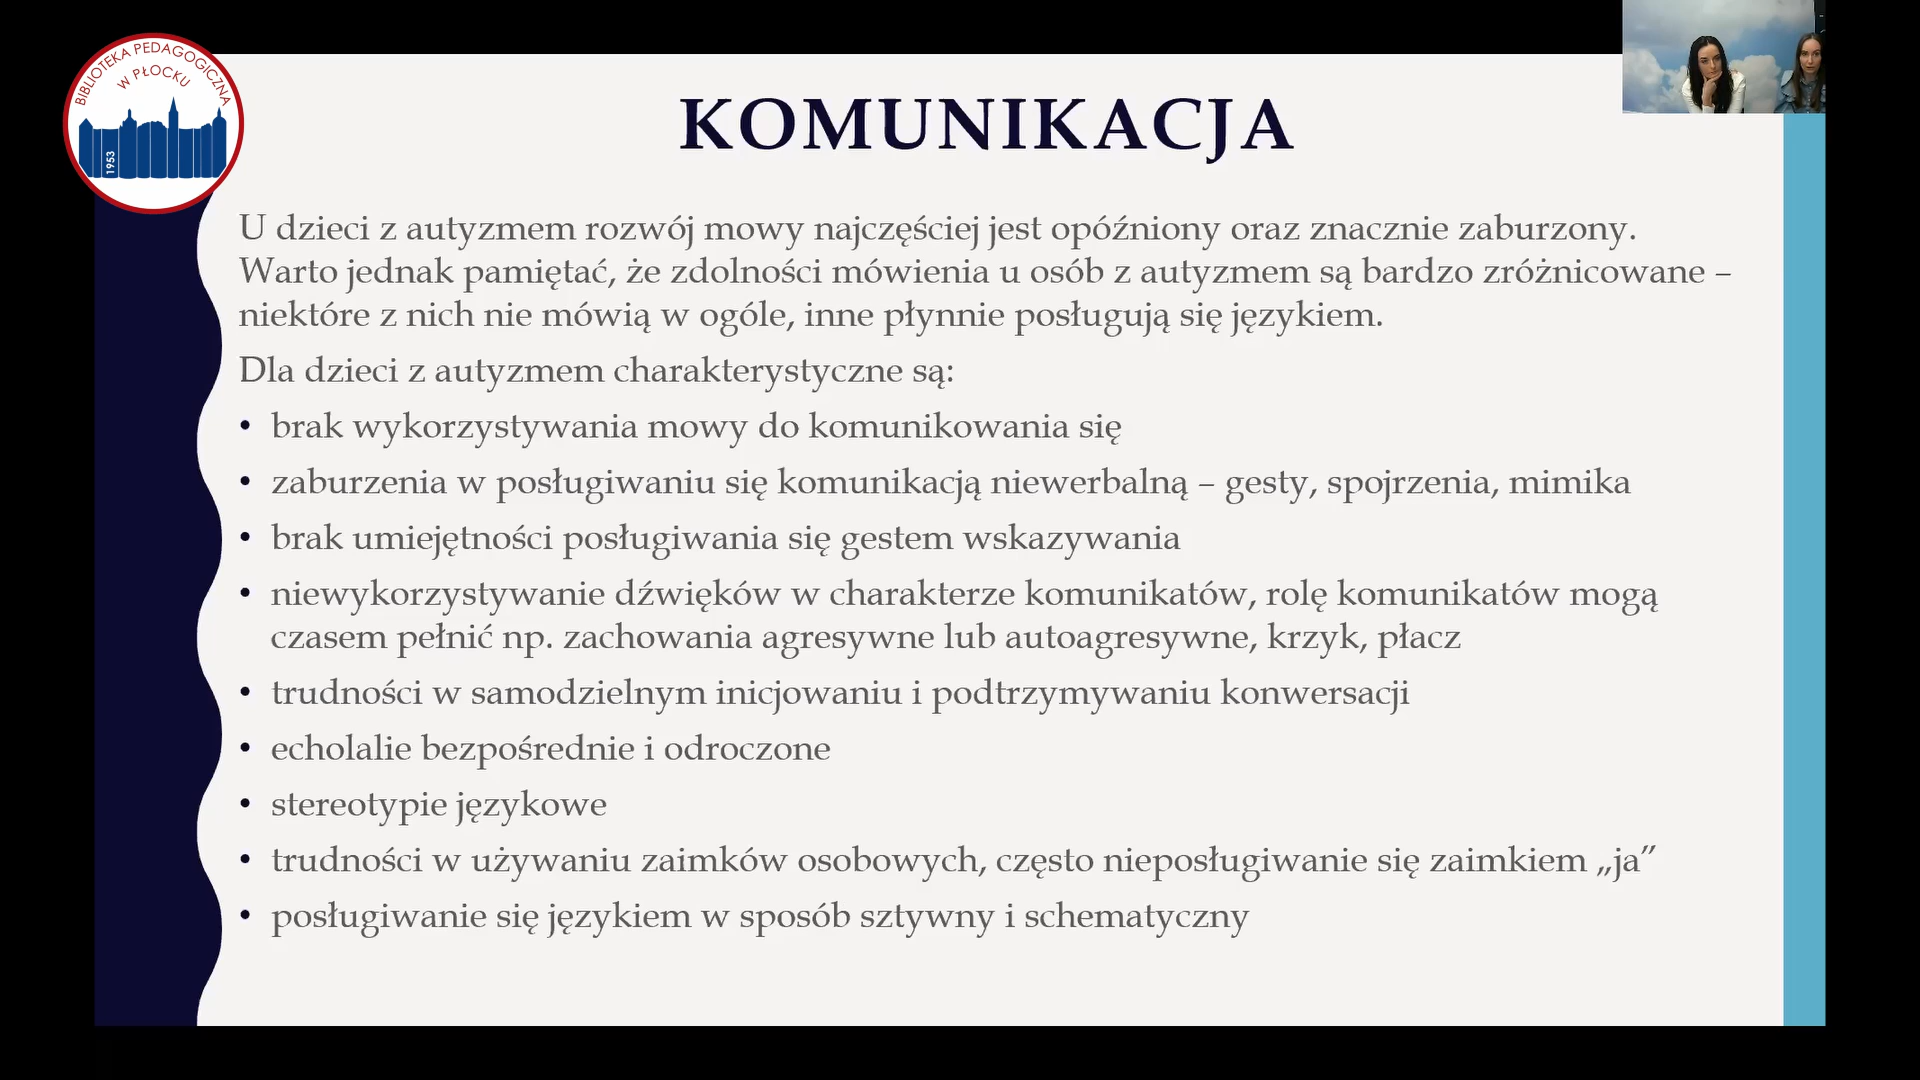 BIBLIOTEKA PEDAGOGICZNA
W PŁOCKU
1953
KOMUNIKACJA
U dzieci z autyzmem rozwój mowy najczęściej jest opóźniony oraz znacznie zaburzony.
Warto jednak pamiętać, że zdolności mówienia u osób z autyzmem są bardzo zróżnicowane –
niektóre z nich nie mówią w ogóle, inne płynnie posługują się językiem.
Dla dzieci z autyzmem charakterystyczne są:
• brak wykorzystywania mowy do komunikowania się
• zaburzenia w posługiwaniu się komunikacją niewerbalną – gesty, spojrzenia, mimika
• brak umiejętności posługiwania się gestem wskazywania
• niewykorzystywanie dźwięków w charakterze komunikatów, rolę komunikatów mogą
czasem pełnić np. zachowania agresywne lub autoagresywne, krzyk, płacz
• trudności w samodzielnym inicjowaniu i podtrzymywaniu konwersacji
• echolalie bezpośrednie i odroczone
• stereotypie językowe
• trudności w używaniu zaimków osobowych, często nieposługiwanie się zaimkiem „ja”
• posługiwanie się językiem w sposób sztywny i schematyczny